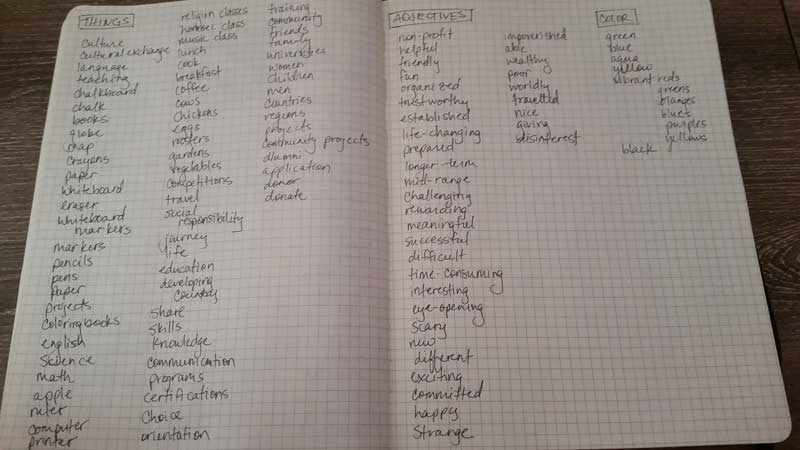 THINGS
culture
cultural exchange
language
teaching
chalkboard
chalk
books
globe
map
crayons
paper
whiteboard
eraser
whiteboard
markers
markers
pencils
pens
paper
projects
coloring books
english
science
math
apple
ruler
computer
printer
religion classes
homeec class
music class
lunch
cook
breakfast
coffee
cows
chickens
eggs
roosters
gardens
vegetables
competitions
travel
social
responsibility
journey
life
education
developing
country
share
skills
knowledge
communication
programs
certifications
choice
orientation
training
community
friends
family
universities
women
children
men
countries
regions
projects
community projects
alumni
application
donor
donate
ADJECTIVES
non-profit
helpful
friendly
fun
organized
trustworthy
established
life-changing
prepared
longer-term
mid-range
challenging
rewarding
meaningful
successful
difficult
time-consuming
interesting
eye-opening
scary
new
different
exciting
committed
happy
strange
impoverished
able
wealthy
poor
worldly
travelled
nice
giving
disinterest
COLOR
green
blue
aqua
yellow
vibrant reds
greens
oranges
blues
purples
yellows
black